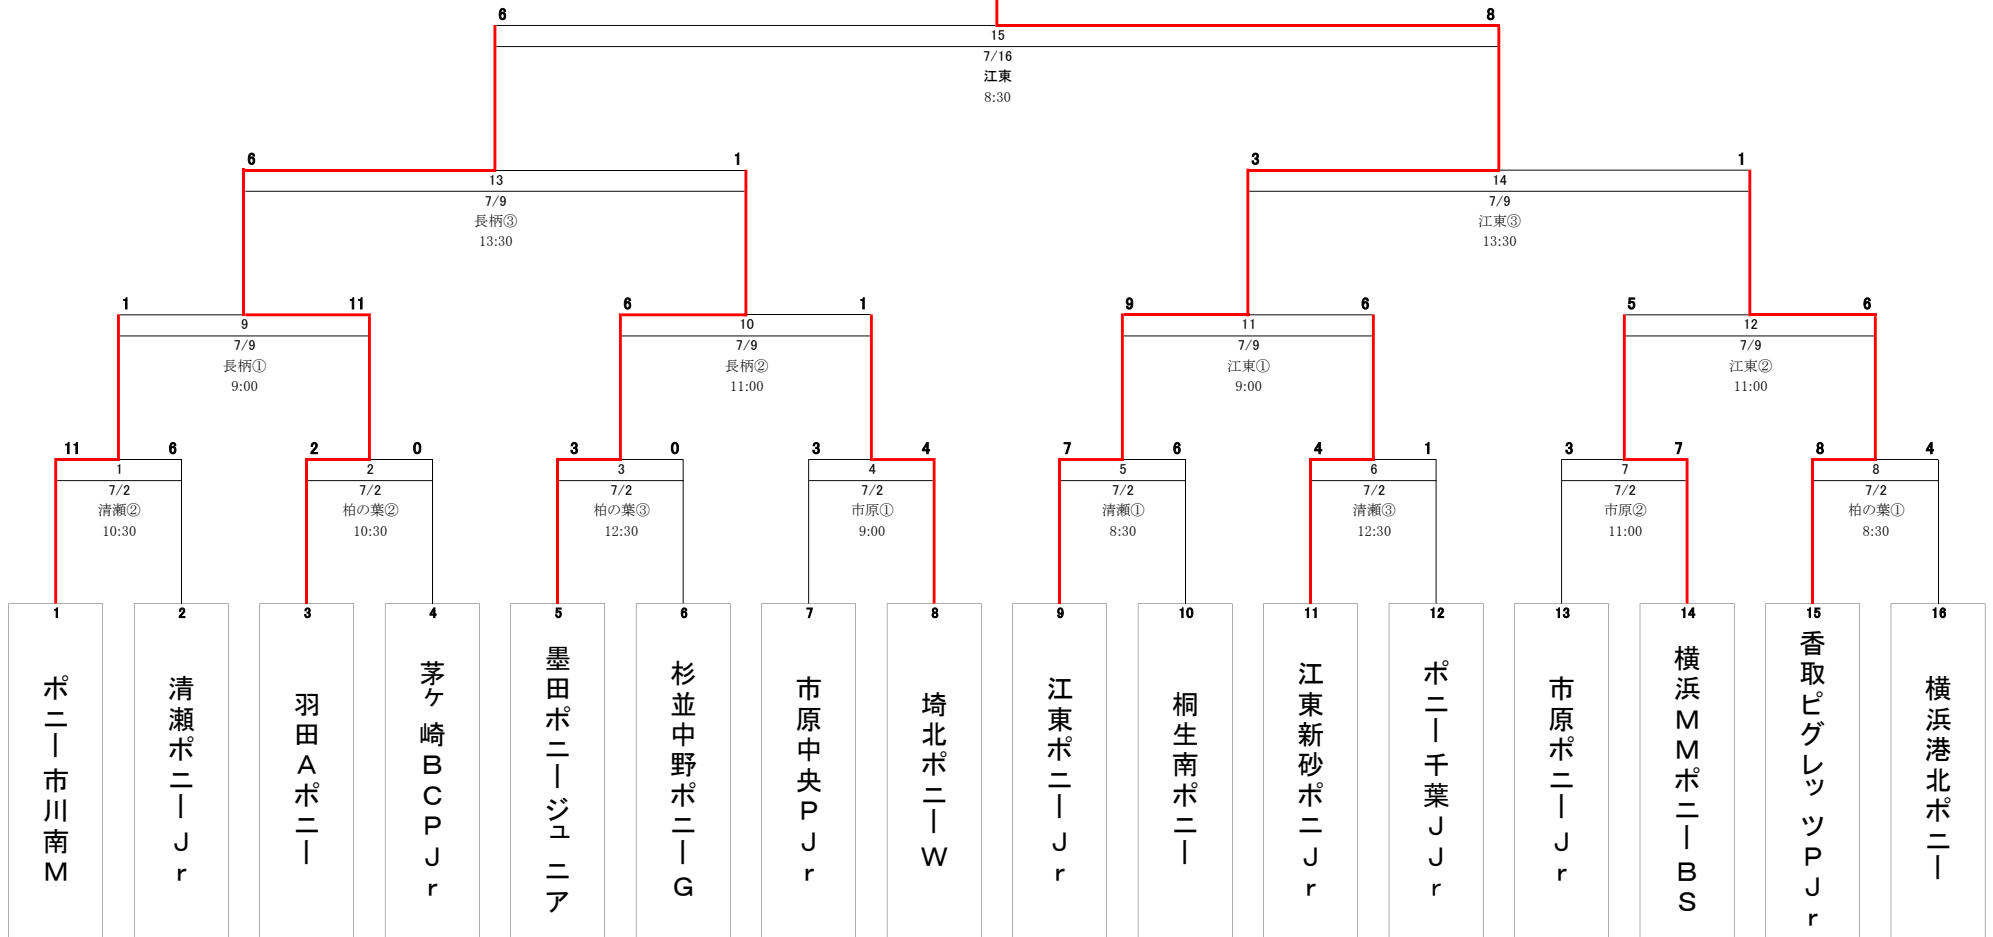 6 8
15
7/16
江東
8:30
6 1 3 1
13 14
7/9 7/9
長柄③ 江東③
13:30 13:30
1 11 6 1 9 6 5 6
9 10 11 12
7/9 7/9 7/9 7/9
長柄① 長柄② 江東① 江東②
9:00 11:00 9:00 11:00
11 6 2 0 3 0 3 4 7 6 4 1 3 7 8 4
1 2 3 4 5 6 7 8
7/2 7/2 7/2 7/2 7/2 7/2 7/2 7/2
清瀬② 柏の葉② 柏の葉③ 市原① 清瀬① 清瀬③ 市原② 柏の葉①
10:30 10:30 12:30 9:00 8:30 12:30 11:00 8:30
1 2 3 4 5 6 7 8 9 10 11 12 13 14 15 16
ポニー市川南M
清瀬ポニーJr
羽田Aポニー
茅ケ崎BCPJr
墨田ポニージュニア
杉並中野ポニーG
市原中央PJr
埼北ポニーW
江東ポニーJr
桐生南ポニー
江東新砂ポニJr
ポニー千葉JJr
市原ポニーJr
横浜MMポニーBS
香取ピグレッツPJr
横浜港北ポニー